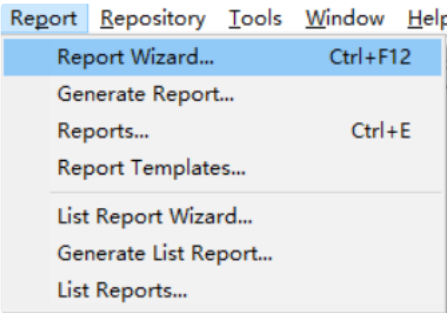 Report Repository Tools Window Help
Report Wizard... Ctrl+F12
Generate Report...
Reports... Ctrl+E
Report Templates...
List Report Wizard...
Generate List Report...
List Reports...